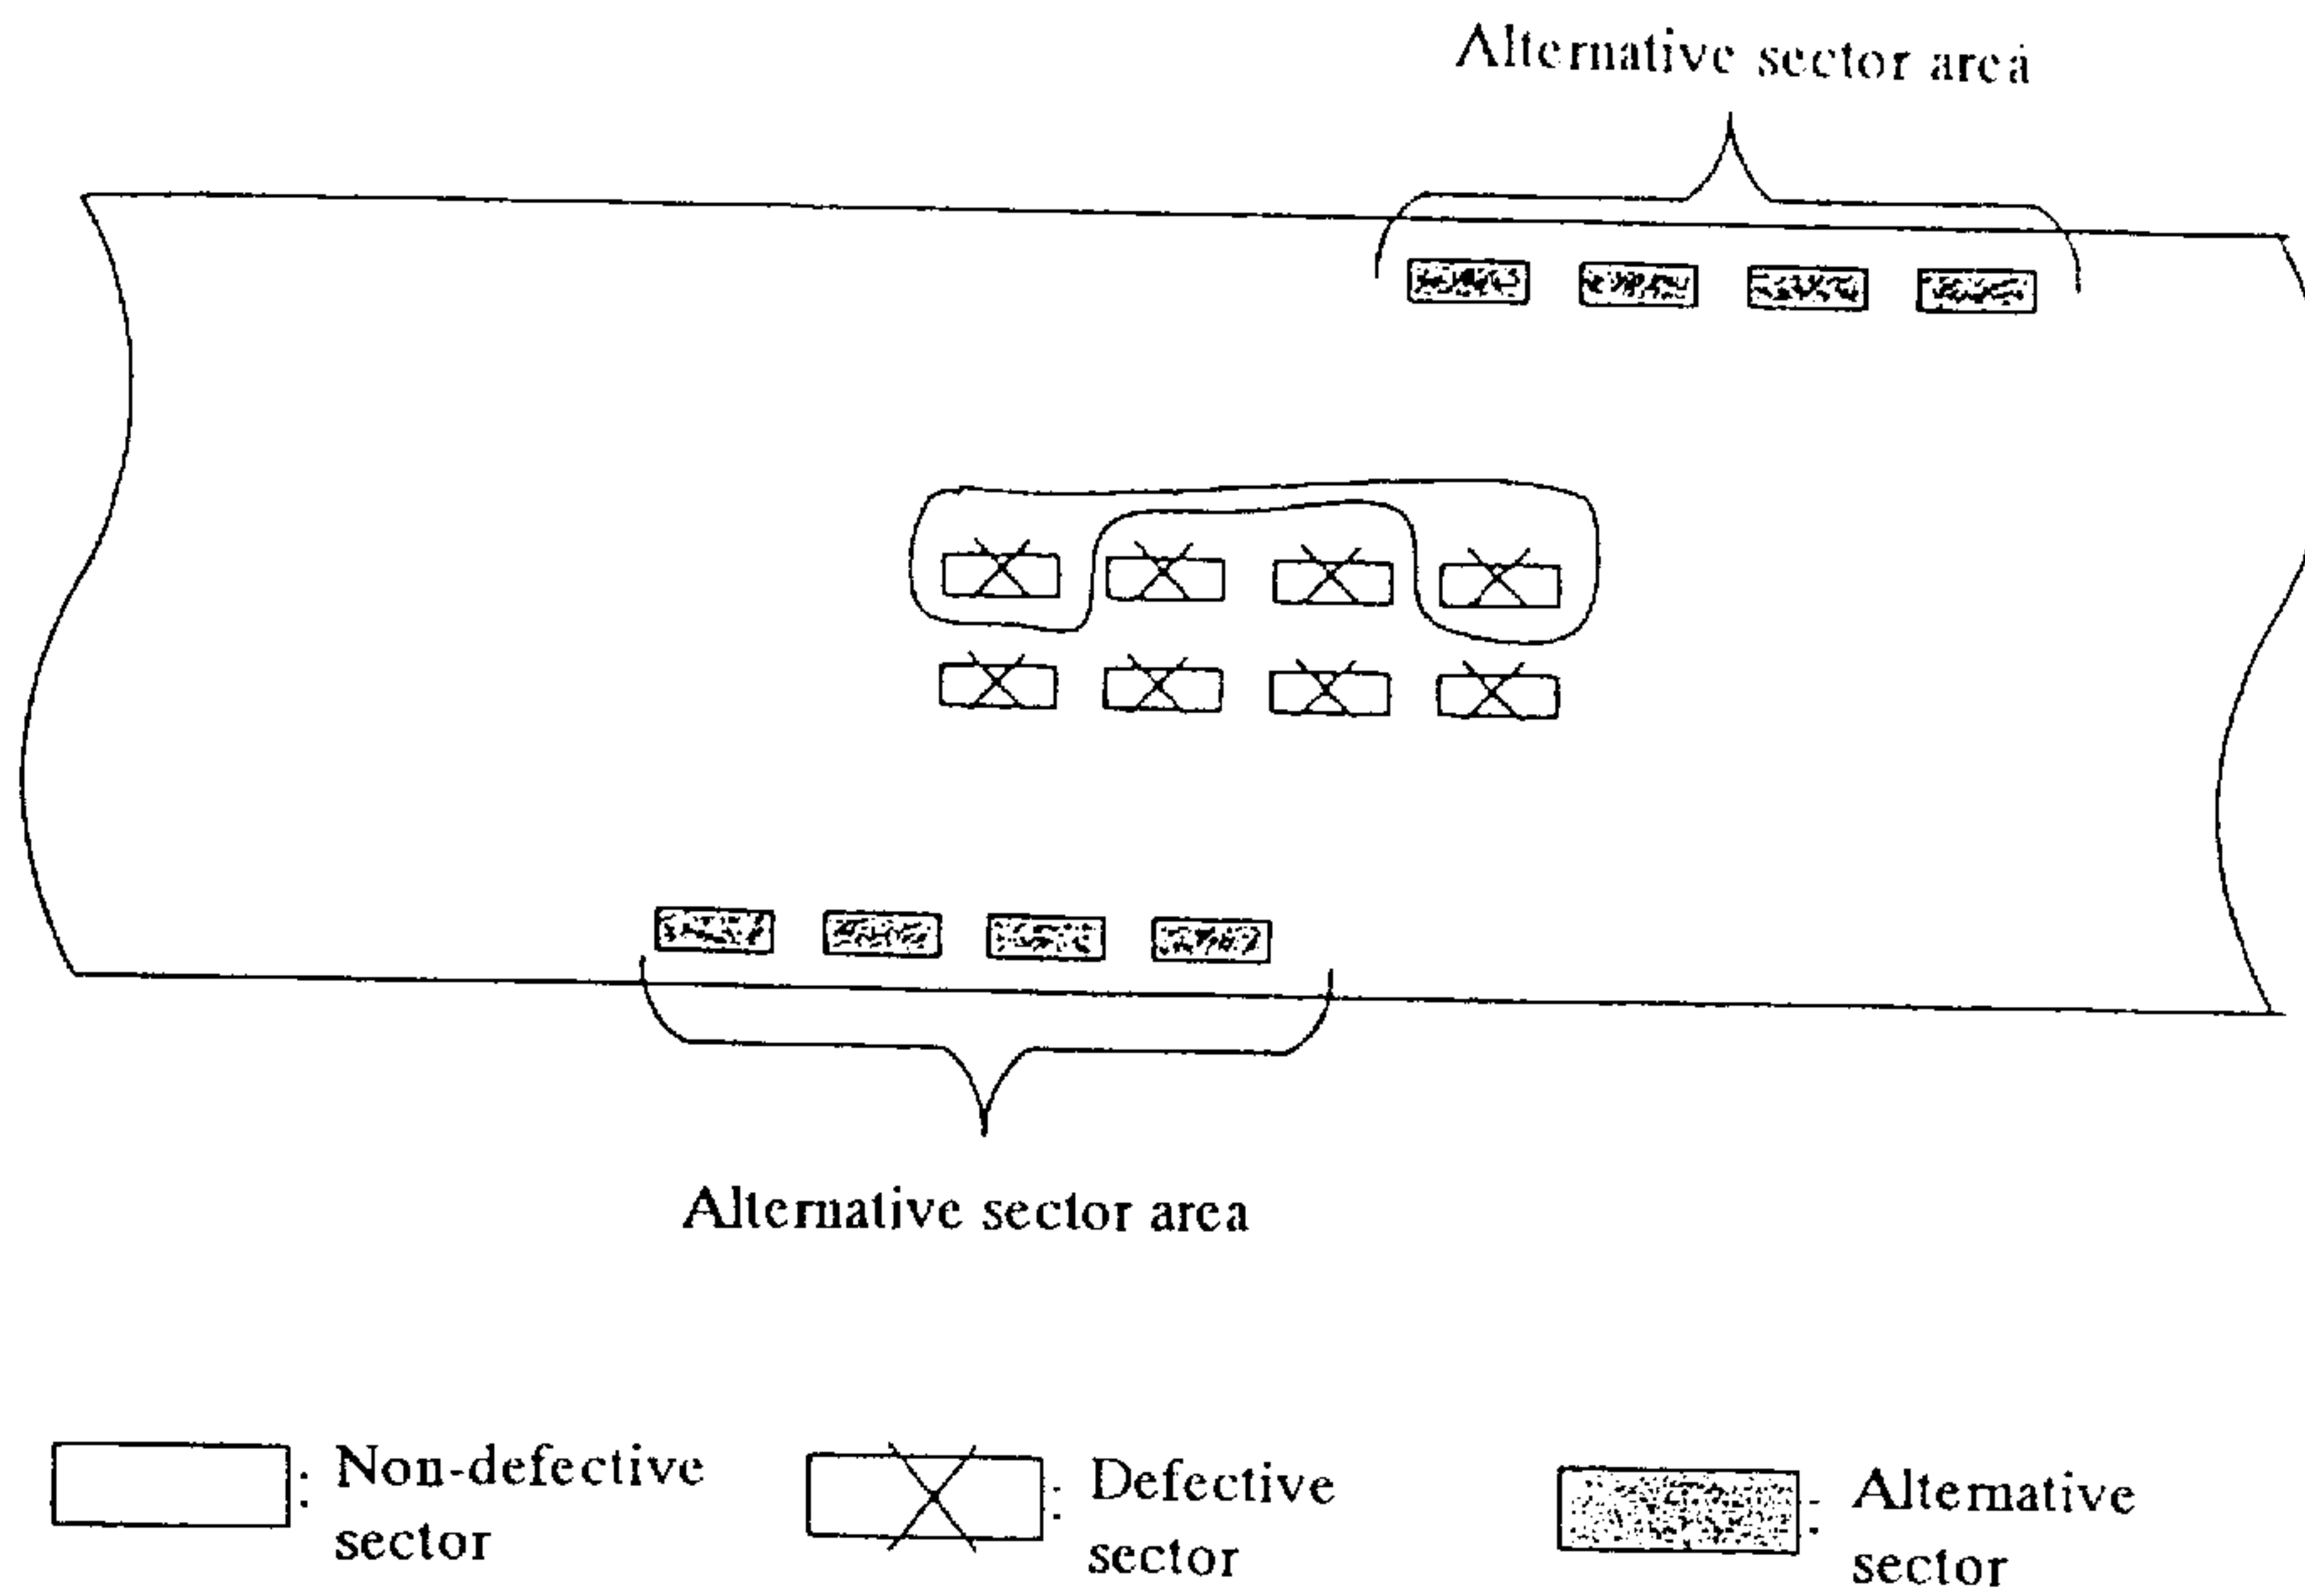 Alternative sector area
Alternative sector area
: Non-defective
sector
: Defective
sector
: Alternative
sector